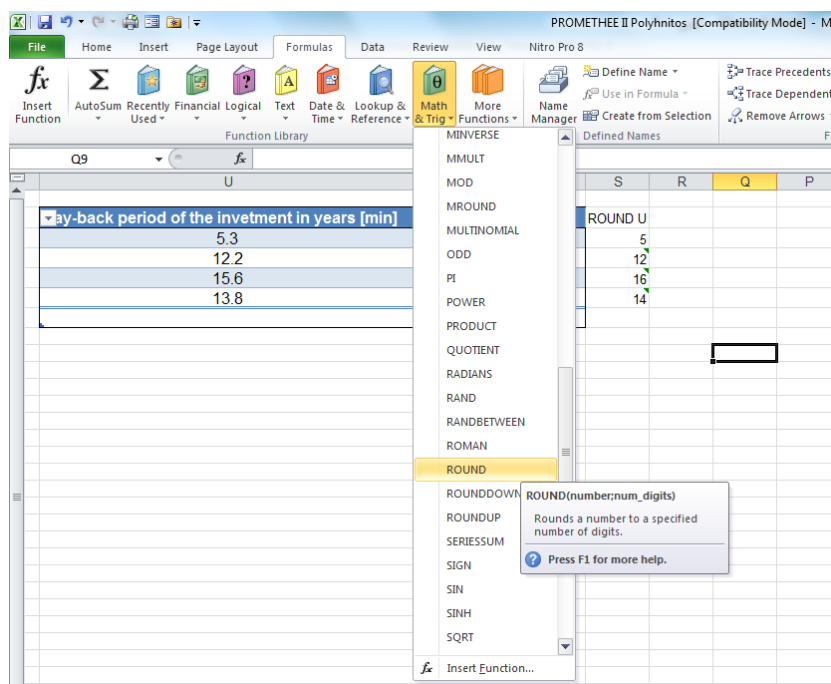 PROMETHEE II Polyhnitos [Compatibility Mode] - M
File Home Insert Page Layout Formulas Data Review View Nitro Pro 8
fx Σ A θ
Insert Function
AutoSum
Recently Used
Financial
Logical
Text
Date & Time
Lookup & Reference
Math & Trig
More Functions
Name Manager
Define Name
Use in Formula
Create from Selection
Trace Precedents
Trace Dependent
Remove Arrows
Function Library
Defined Names
F
Q9 fx
U S R Q P
ay-back period of the invetment in years [min] ROUND U
5.3 5
12.2 12
15.6 16
13.8 14
MINVERSE
MMULT
MOD
MROUND
MULTINOMIAL
ODD
PI
POWER
PRODUCT
QUOTIENT
RADIANS
RAND
RANDBETWEEN
ROMAN
ROUND
ROUNDDOWN
ROUNDUP
SERIESSUM
SIGN
SIN
SINH
SQRT
fx Insert Function...
ROUND(number;num_digits)
Rounds a number to a specified
number of digits.
? Press F1 for more help.